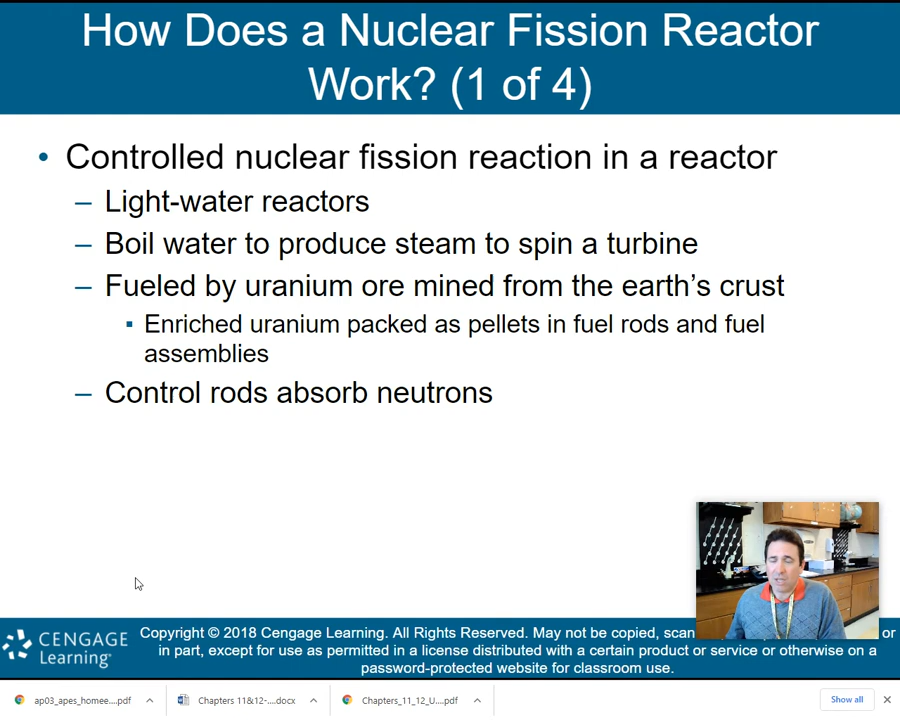 How Does a Nuclear Fission Reactor
Work? (1 of 4)
• Controlled nuclear fission reaction in a reactor
– Light-water reactors
– Boil water to produce steam to spin a turbine
– Fueled by uranium ore mined from the earth’s crust
▪ Enriched uranium packed as pellets in fuel rods and fuel
assemblies
– Control rods absorb neutrons
CENGAGE
Learning™
Copyright © 2018 Cengage Learning. All Rights Reserved. May not be copied, or
in part, except for use as permitted in a license distributed with a certain product or service or otherwise on a
password-protected website for classroom use.
ap03_apes_homee....pdf
Chapters 11&12-....docx
Chapters_11_12_U....pdf
Show all